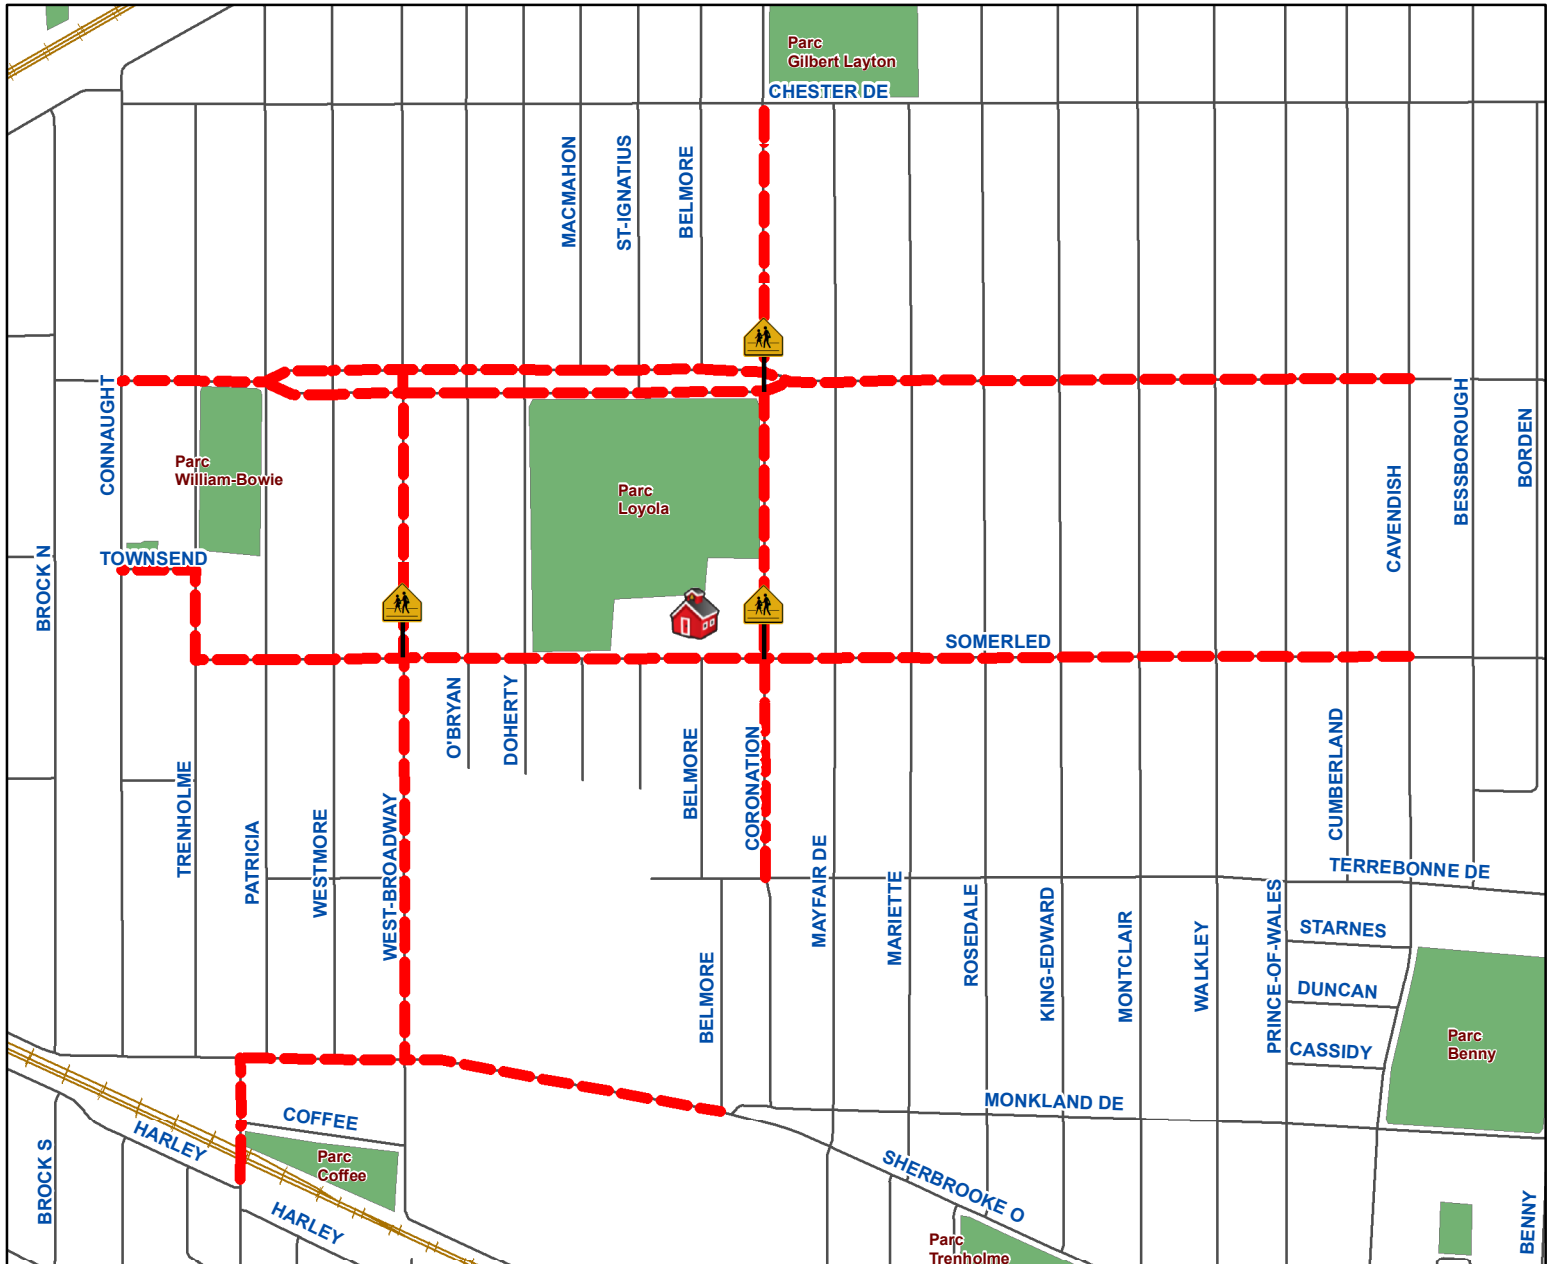 Parc
Gilbert Layton
CHESTER DE
MACMAHON
ST-IGNATIUS
BELMORE
CONNAUGHT
Parc
William-Bowie
Parc
Loyola
CAVENDISH
BESSBOROUGH
BORDEN
BROCK N
TOWNSEND
SOMERLED
TRENHOLME
PATRICIA
WESTMORE
WEST-BROADWAY
O'BRYAN
DOHERTY
BELMORE
CORONATION
MAYFAIR DE
MARIETTE
ROSEDALE
KING-EDWARD
MONTCLAIR
WALKLEY
PRINCE-OF-WALES
CUMBERLAND
TERREBONNE DE
STARNES
DUNCAN
CASSIDY
Parc
Benny
BELMORE
MONKLAND DE
COFFEE
HARLEY
Parc
Coffee
HARLEY
BROCK S
SHERBROOKE O
Parc
Trenholme
BENNY